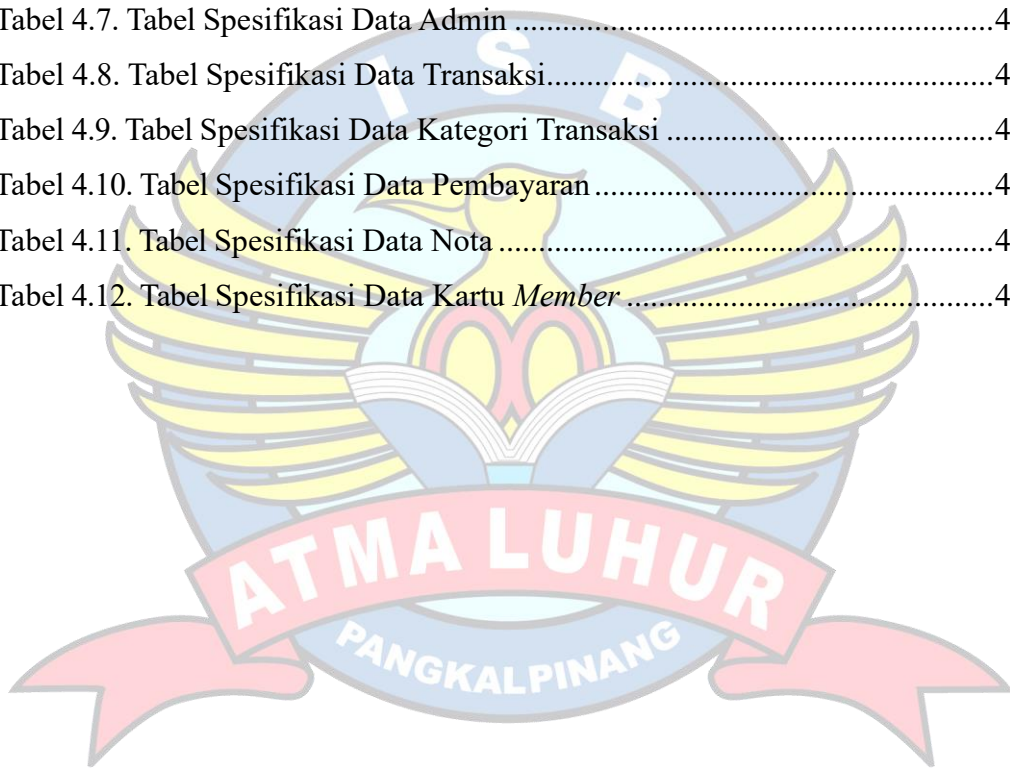 Tabel 4.7. Tabel Spesifikasi Data Admin ................................................................4
Tabel 4.8. Tabel Spesifikasi Data Transaksi............................................................4
Tabel 4.9. Tabel Spesifikasi Data Kategori Transaksi ............................................4
Tabel 4.10. Tabel Spesifikasi Data Pembayaran.....................................................4
Tabel 4.11. Tabel Spesifikasi Data Nota .................................................................4
Tabel 4.12. Tabel Spesifikasi Data Kartu Member .................................................4
I S B
ATMA LUHUR
PANGKALPINANG